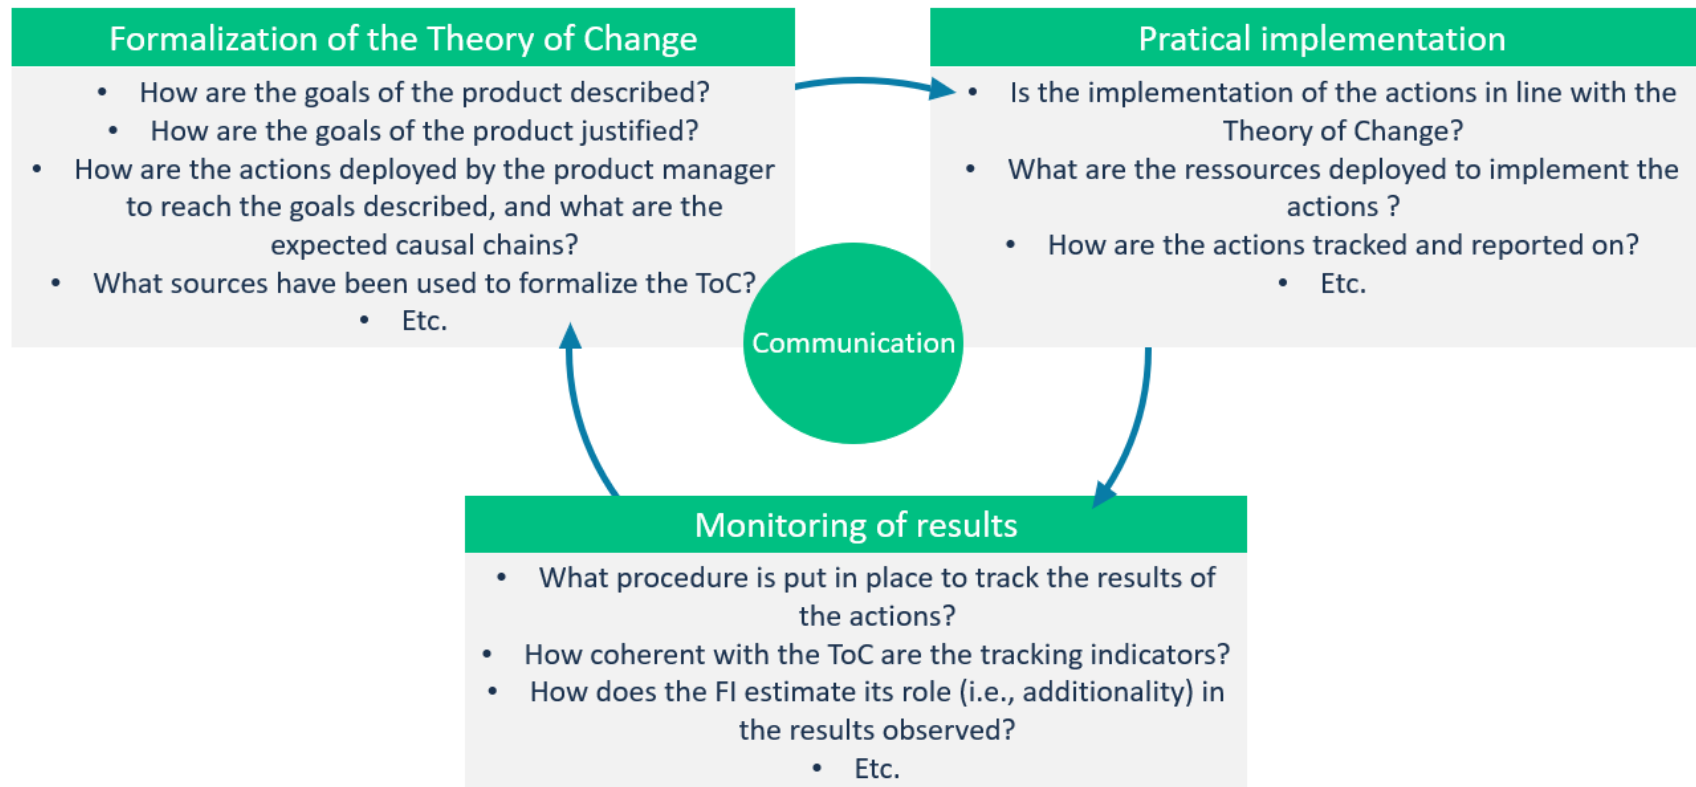 Formalization of the Theory of Change
• How are the goals of the product described?
• How are the goals of the product justified?
• How are the actions deployed by the product manager
to reach the goals described, and what are the
expected causal chains?
• What sources have been used to formalize the ToC?
• Etc.
Pratical implementation
• Is the implementation of the actions in line with the
Theory of Change?
• What are the ressources deployed to implement the
actions ?
• How are the actions tracked and reported on?
• Etc.
Communication
Monitoring of results
• What procedure is put in place to track the results of
the actions?
• How coherent with the ToC are the tracking indicators?
• How does the FI estimate its role (i.e., additionality) in
the results observed?
• Etc.